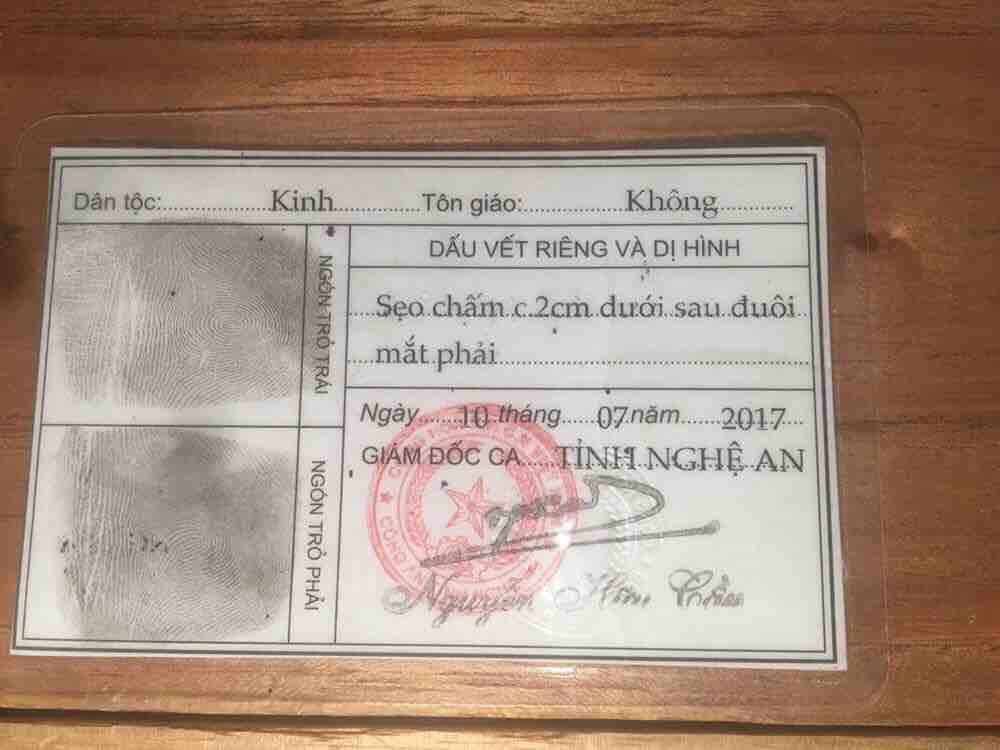 Dân tộc: Kinh Tôn giáo: Không
NGÓN TRỎ TRÁI
DẤU VẾT RIÊNG VÀ DỊ HÌNH
Sẹo chấm c.2cm dưới sau đuôi
mắt phải
NGÓN TRỎ PHẢI
Ngày 10 tháng 07 năm 2017
GIÁM ĐỐC CA TỈNH NGHỆ AN
Nguyễn